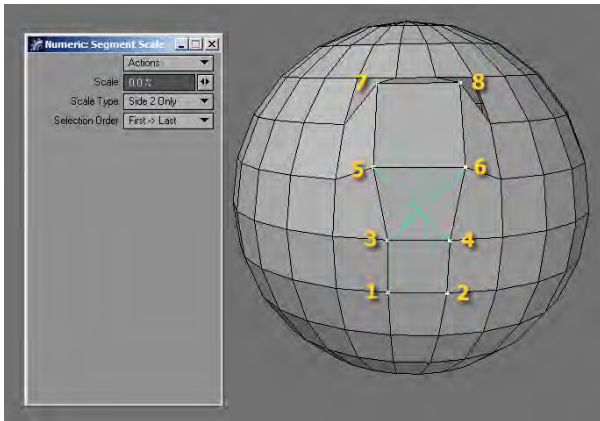 Numeric: Segment Scale
Actions
Scale 0.0 %
Scale Type Side 2 Only
Selection Order First -> Last
7 8
5 6
3 4
1 2